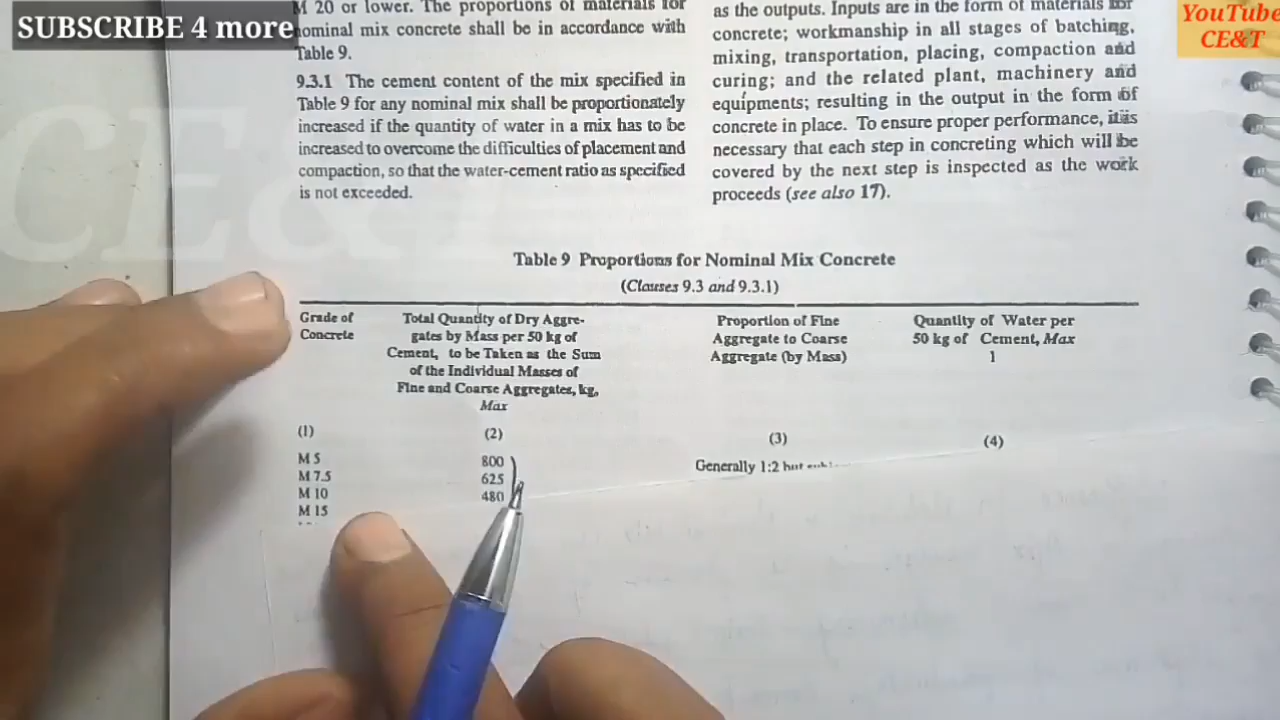 SUBSCRIBE 4 more
YouTube
CE&T
M 20 or lower. The proportions of materials for
nominal mix concrete shall be in accordance with
Table 9.
9.3.1 The cement content of the mix specified in
Table 9 for any nominal mix shall be proportionately
increased if the quantity of water in a mix has to be
increased to overcome the difficulties of placement and
compaction, so that the water-cement ratio as specified
is not exceeded.
as the outputs. Inputs are in the form of materials for
concrete; workmanship in all stages of batching,
mixing, transportation, placing, compaction and
curing; and the related plant, machinery and
equipments; resulting in the output in the form of
concrete in place. To ensure proper performance, it is
necessary that each step in concreting which will be
covered by the next step is inspected as the work
proceeds (see also 17).
CE&T
Table 9 Proportions for Nominal Mix Concrete
(Clauses 9.3 and 9.3.1)
Grade of
Concrete
Total Quantity of Dry Aggre-
gates by Mass per 50 kg of
Cement, to be Taken as the Sum
of the Individual Masses of
Fine and Coarse Aggregates, kg,
Max
Proportion of Fine
Aggregate to Coarse
Aggregate (by Mass)
Quantity of Water per
50 kg of Cement, Max
1
(1) (2) (3) (4)
M 5 800 Generally 1:2 but
M 7.5 625
M 10 480
M 15